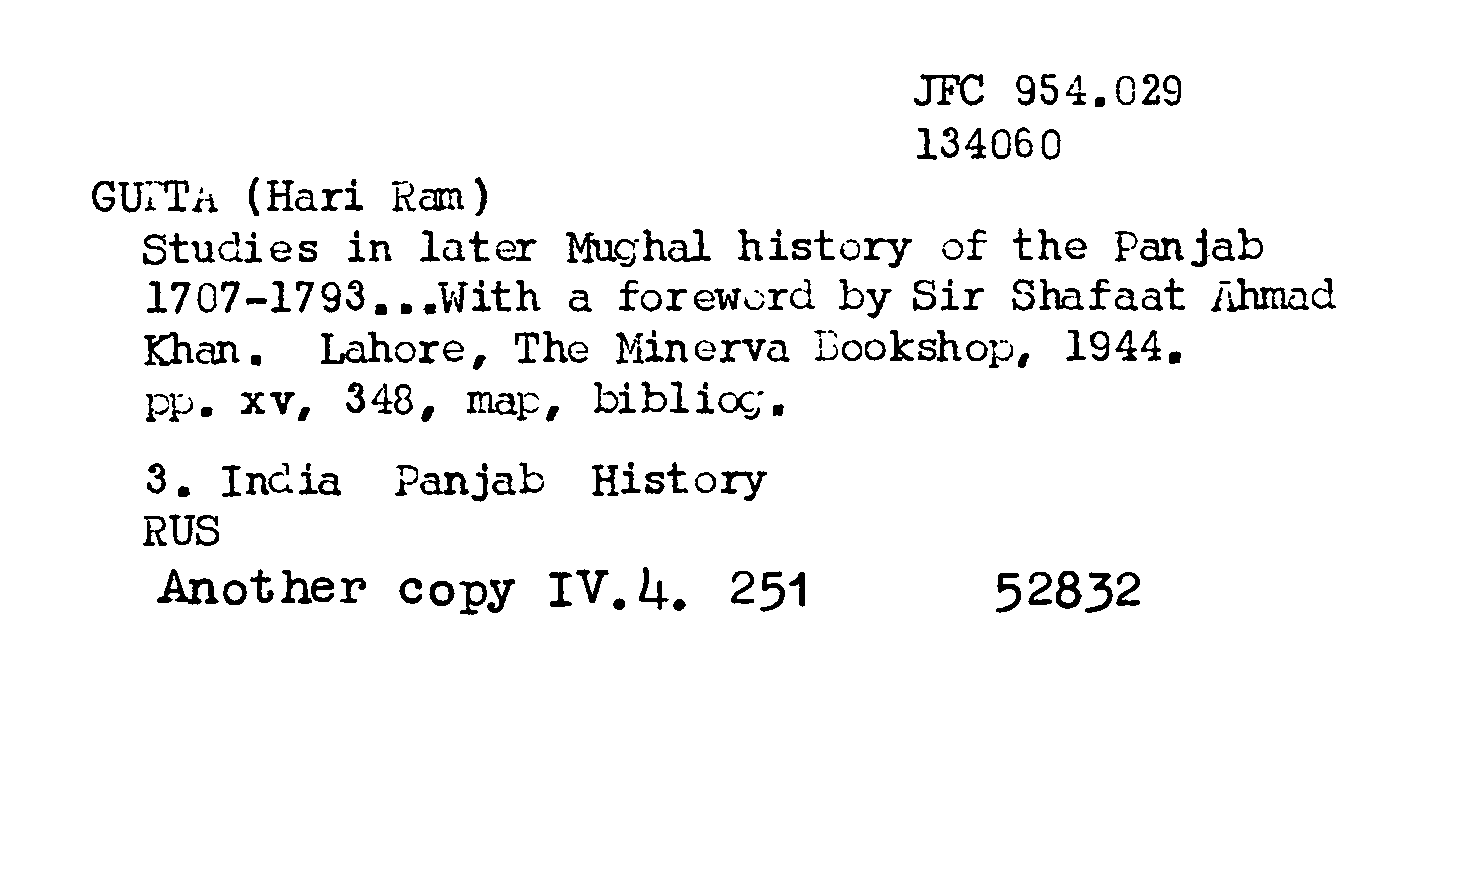 JFC 954.029
134060
GUPTA (Hari Ram)
Studies in later Mughal history of the Panjab
1707-1793...With a foreword by Sir Shafaat Ahmad
Khan. Lahore, The Minerva Bookshop, 1944.
pp. xv, 348, map, bibliog.
3. India Panjab History
RUS
Another copy IV.4. 251 52832